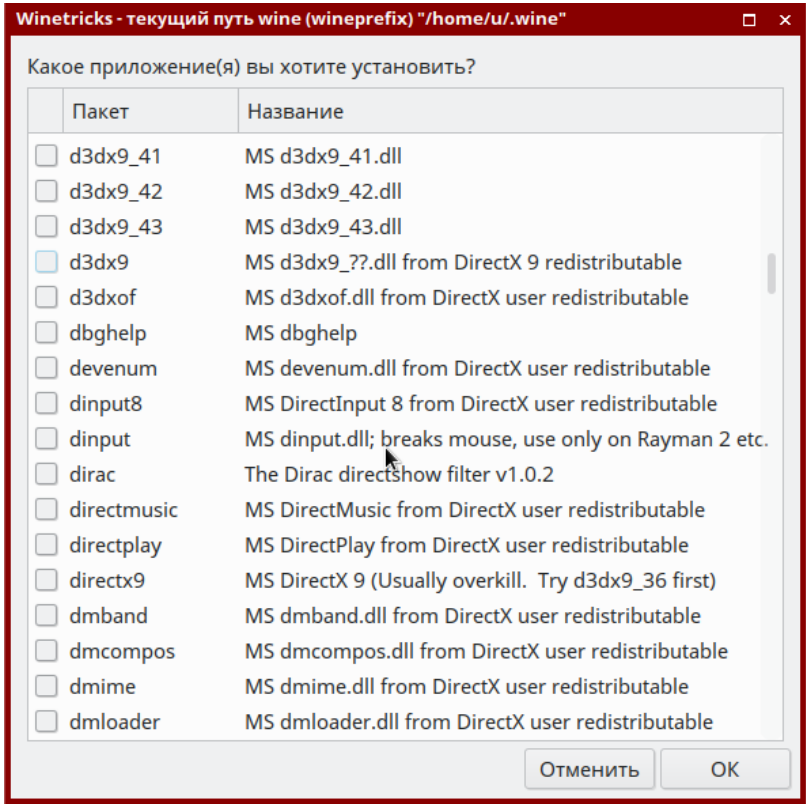 Winetricks - текущий путь wine (wineprefix) "/home/u/.wine"
Какое приложение(я) вы хотите установить?
Пакет Название
d3dx9_41 MS d3dx9_41.dll
d3dx9_42 MS d3dx9_42.dll
d3dx9_43 MS d3dx9_43.dll
d3dx9 MS d3dx9_??.dll from DirectX 9 redistributable
d3dxof MS d3dxof.dll from DirectX user redistributable
dbghelp MS dbghelp
devenum MS devenum.dll from DirectX user redistributable
dinput8 MS DirectInput 8 from DirectX user redistributable
dinput MS dinput.dll; breaks mouse, use only on Rayman 2 etc.
dirac The Dirac directshow filter v1.0.2
directmusic MS DirectMusic from DirectX user redistributable
directplay MS DirectPlay from DirectX user redistributable
directx9 MS DirectX 9 (Usually overkill.  Try d3dx9_36 first)
dmband MS dmband.dll from DirectX user redistributable
dmcompos MS dmcompos.dll from DirectX user redistributable
dmime MS dmime.dll from DirectX user redistributable
dmloader MS dmloader.dll from DirectX user redistributable
Отменить ОК